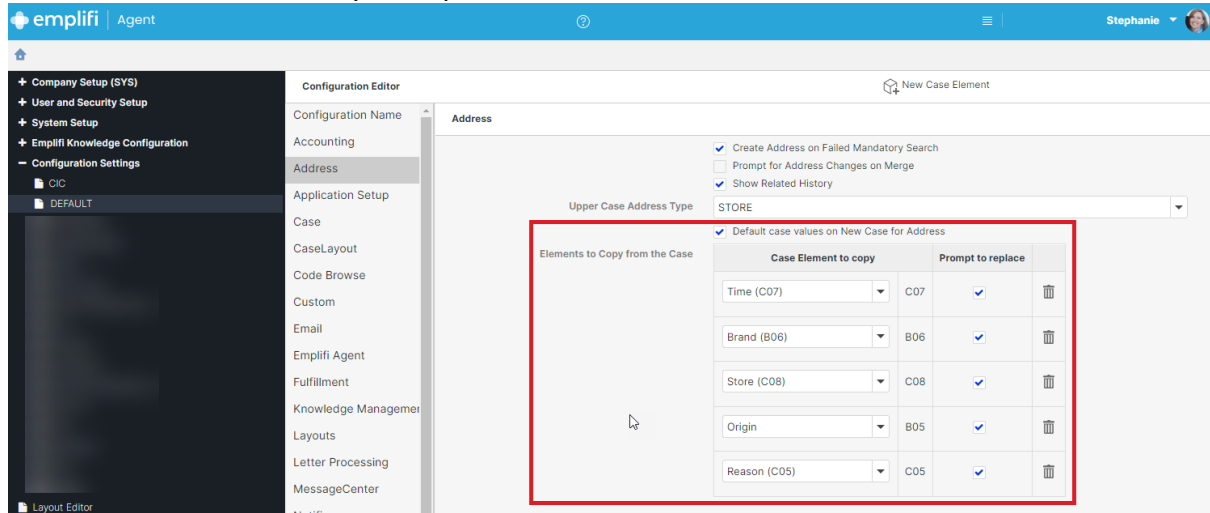 emplifi Agent
Stephanie
Company Setup (SYS)
User and Security Setup
System Setup
Emplifi Knowledge Configuration
Configuration Settings
CIC
DEFAULT
Layout Editor
Configuration Editor
New Case Element
Configuration Name
Accounting
Address
Application Setup
Case
CaseLayout
Code Browse
Custom
Email
Emplifi Agent
Fulfillment
Knowledge Managemer
Layouts
Letter Processing
MessageCenter
Address
Create Address on Failed Mandatory Search
Prompt for Address Changes on Merge
Show Related History
Upper Case Address Type STORE
Default case values on New Case for Address
Elements to Copy from the Case
Case Element to copy Prompt to replace
Time (C07) C07
Brand (B06) B06
Store (C08) C08
Origin B05
Reason (C05) C05